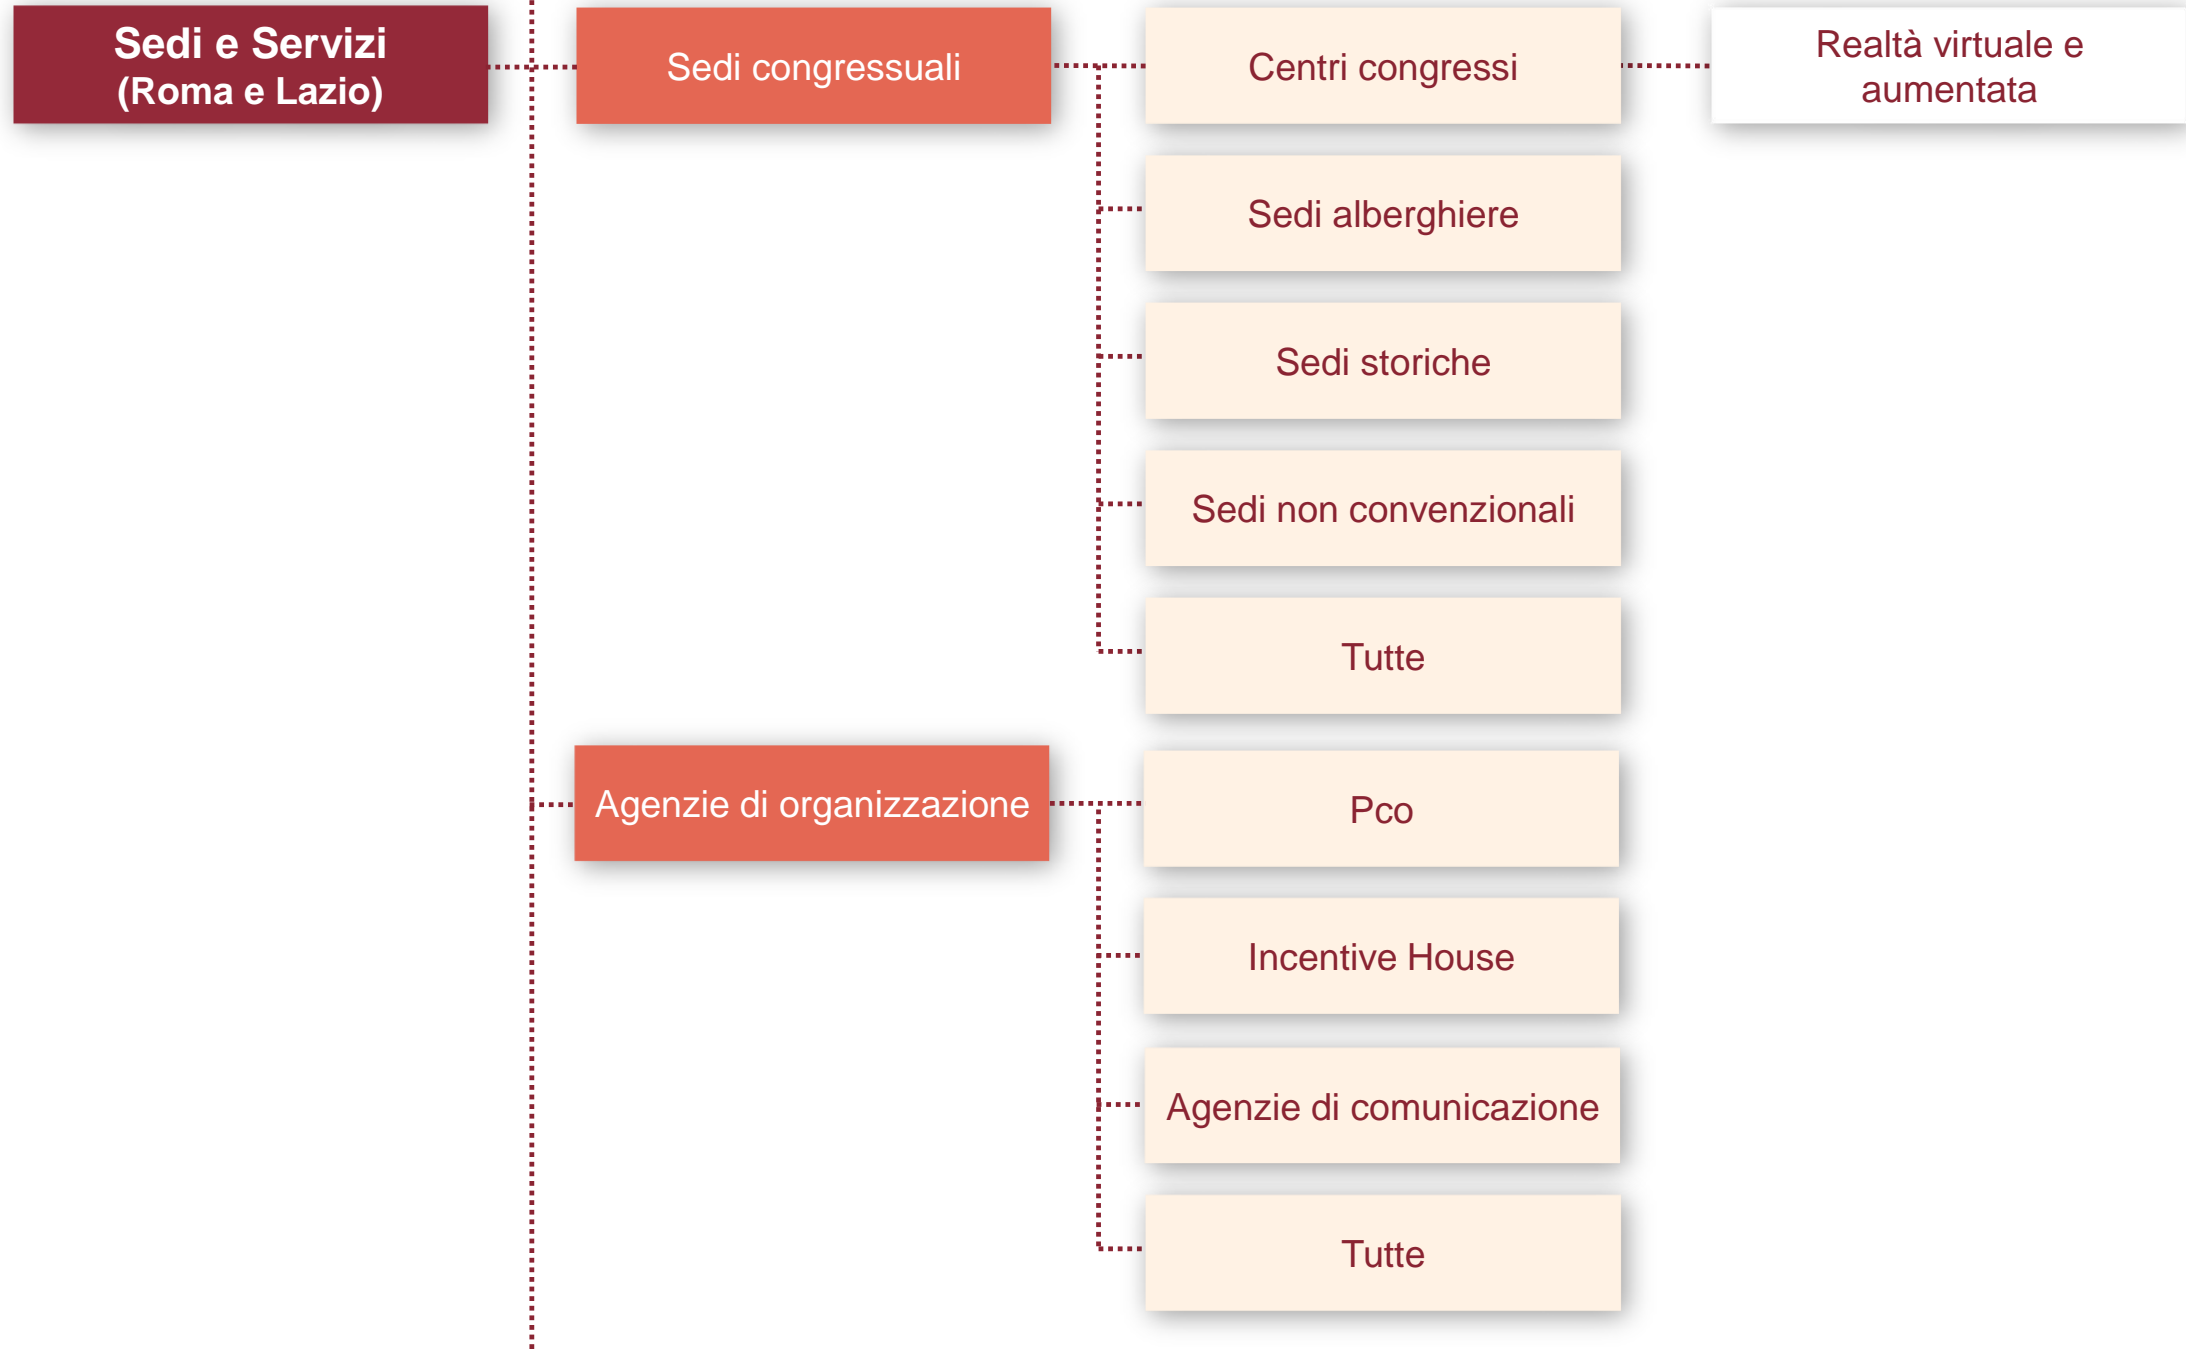 Sedi e Servizi
(Roma e Lazio)
Sedi congressuali
Centri congressi
Realtà virtuale e
aumentata
Sedi alberghiere
Sedi storiche
Sedi non convenzionali
Tutte
Agenzie di organizzazione
Pco
Incentive House
Agenzie di comunicazione
Tutte